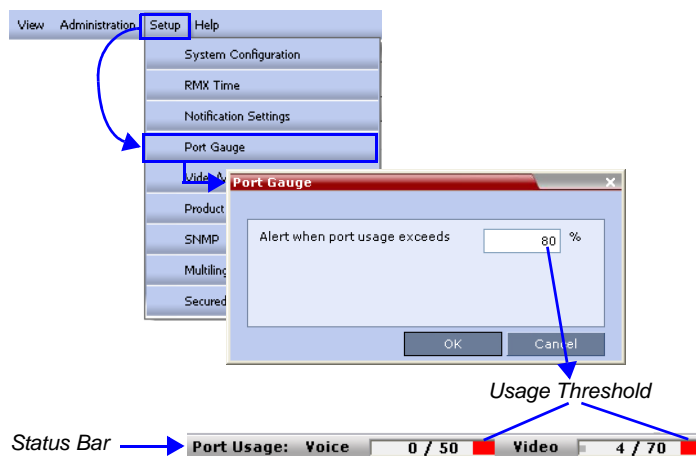 View Administration Setup Help
System Configuration
RMX Time
Notification Settings
Port Gauge
Port Gauge
Product
SNMP
Multiling
Secured
Alert when port usage exceeds 80 %
OK Cancel
Usage Threshold
Status Bar
Port Usage: Voice 0 / 50 Video 4 / 70